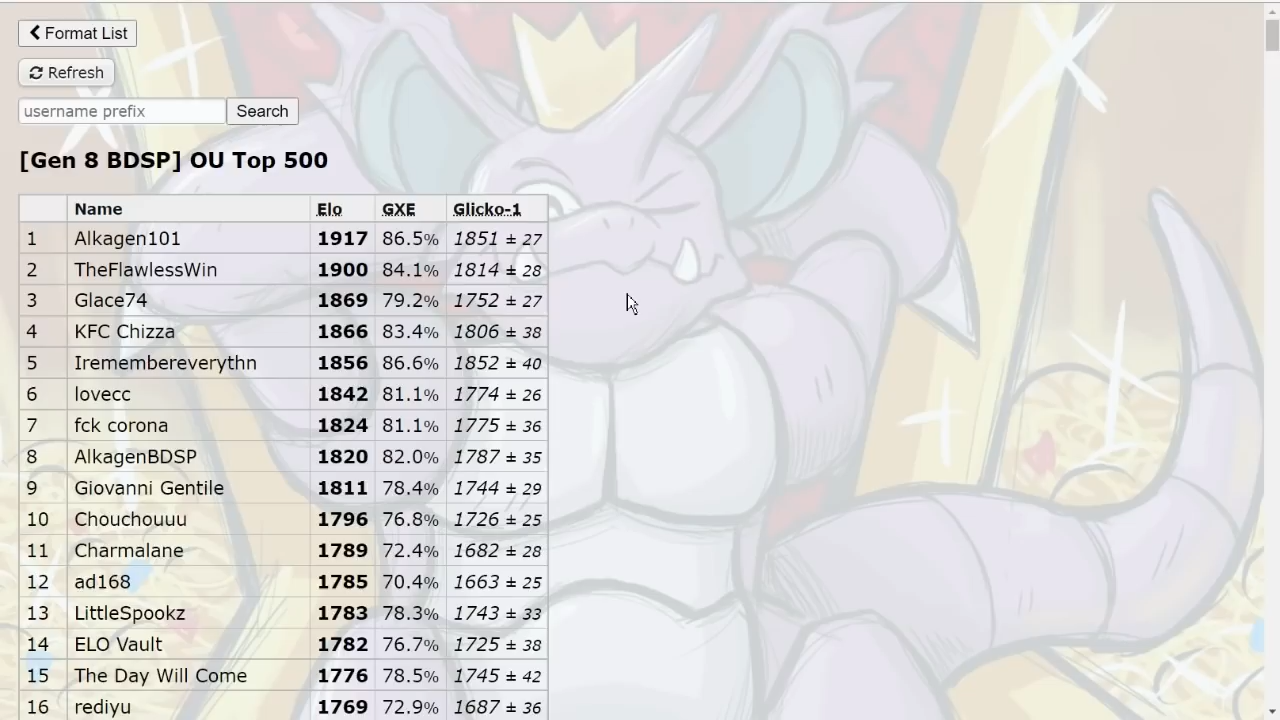 Format List
Refresh
username prefix Search
[Gen 8 BDSP] OU Top 500
Name Elo GXE Glicko-1
1 Alkagen101 1917 86.5% 1851 ± 27
2 TheFlawlessWin 1900 84.1% 1814 ± 28
3 Glace74 1869 79.2% 1752 ± 27
4 KFC Chizza 1866 83.4% 1806 ± 38
5 Iremembereverythn 1856 86.6% 1852 ± 40
6 lovecc 1842 81.1% 1774 ± 26
7 fck corona 1824 81.1% 1775 ± 36
8 AlkagenBDSP 1820 82.0% 1787 ± 35
9 Giovanni Gentile 1811 78.4% 1744 ± 29
10 Chouchouuu 1796 76.8% 1726 ± 25
11 Charmalane 1789 72.4% 1682 ± 28
12 ad168 1785 70.4% 1663 ± 25
13 LittleSpookz 1783 78.3% 1743 ± 33
14 ELO Vault 1782 76.7% 1725 ± 38
15 The Day Will Come 1776 78.5% 1745 ± 42
16 rediyu 1769 72.9% 1687 ± 36